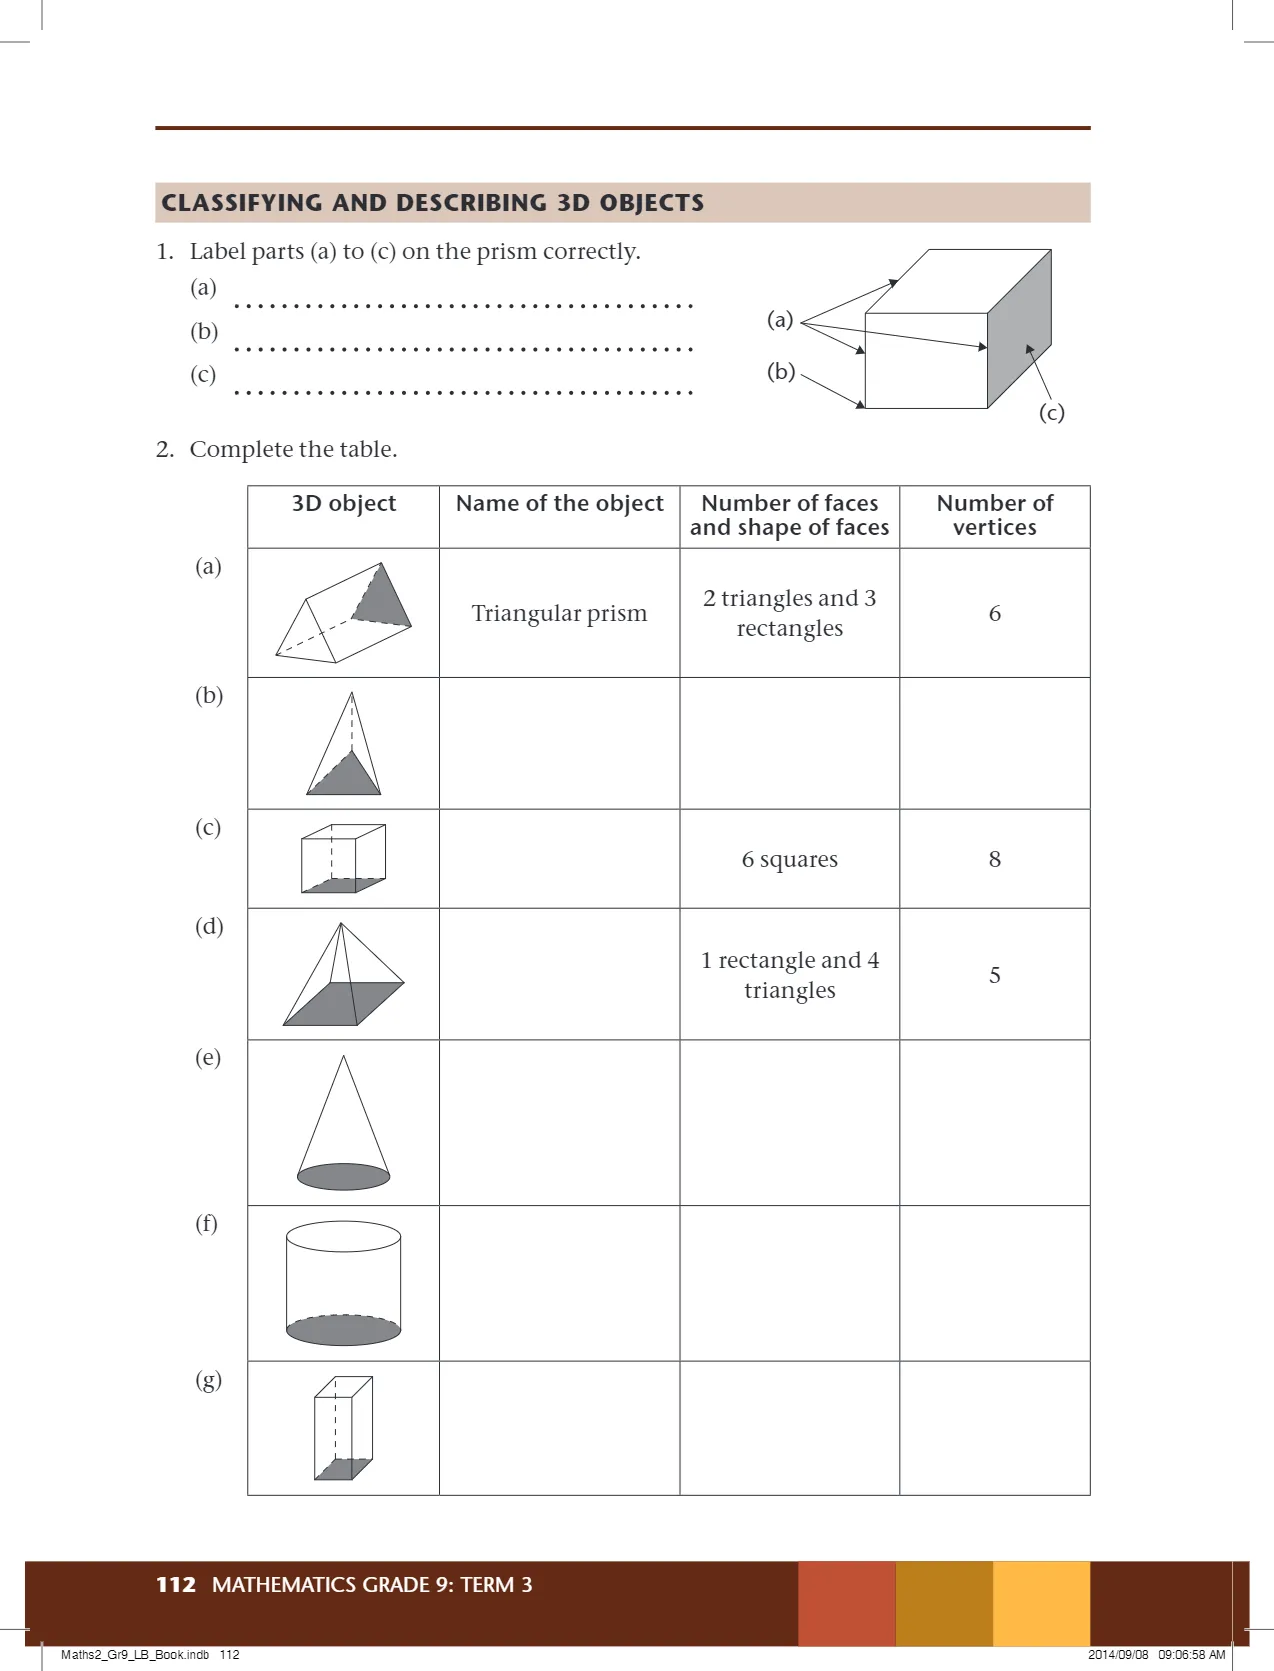 CLASSIFYING AND DESCRIBING 3D OBJECTS
1. Label parts (a) to (c) on the prism correctly.
(a) .......................................
(b) .......................................
(c) .......................................
(a)
(b)
(c)
2. Complete the table.
3D object
Name of the object
Number of faces
and shape of faces
Number of
vertices
(a)
Triangular prism
2 triangles and 3
rectangles
6
(b)
(c)
6 squares
8
(d)
1 rectangle and 4
triangles
5
(e)
(f)
(g)
112 MATHEMATICS GRADE 9: TERM 3
Maths2_Gr9_LB_Book.indb 112
2014/09/08 09:06:58 AM